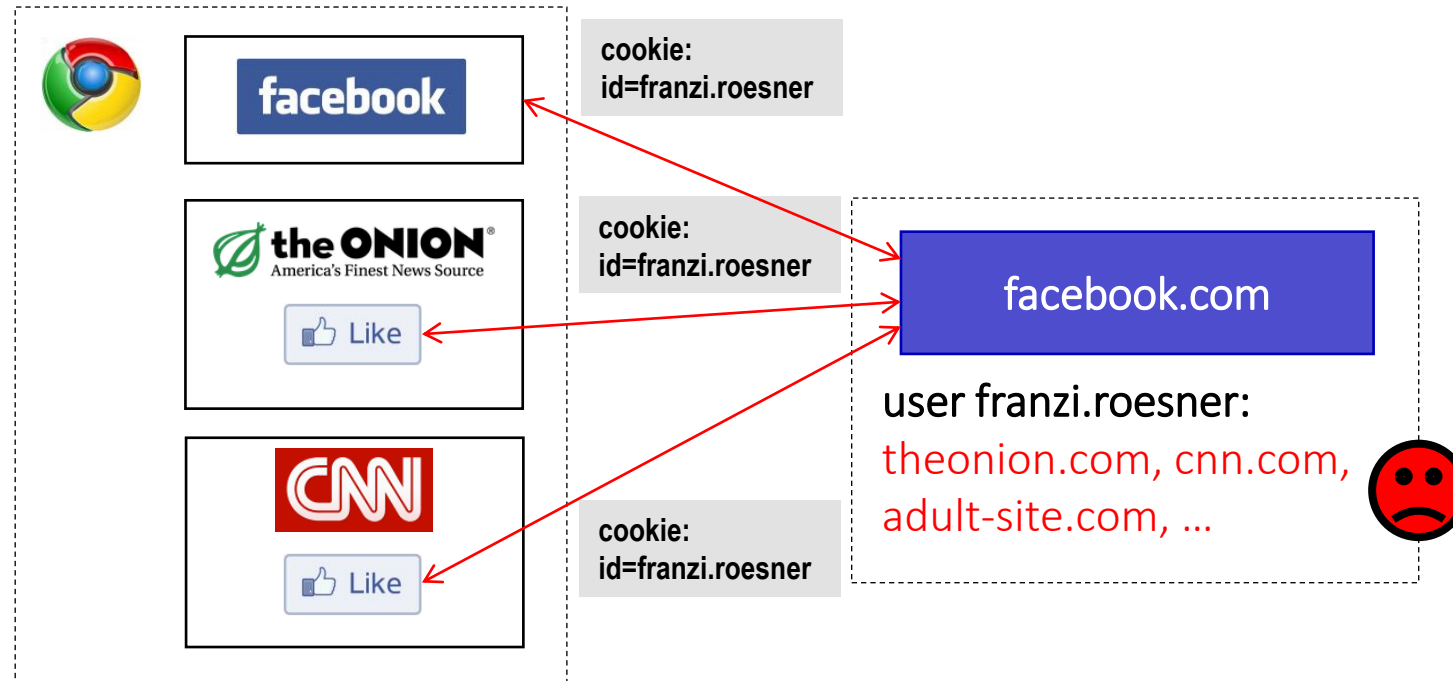 facebook
cookie:
id=franzi.roesner
the ONION®
America's Finest News Source
Like
cookie:
id=franzi.roesner
facebook.com
user franzi.roesner:
theonion.com, cnn.com,
adult-site.com, ...
CNN
Like
cookie:
id=franzi.roesner